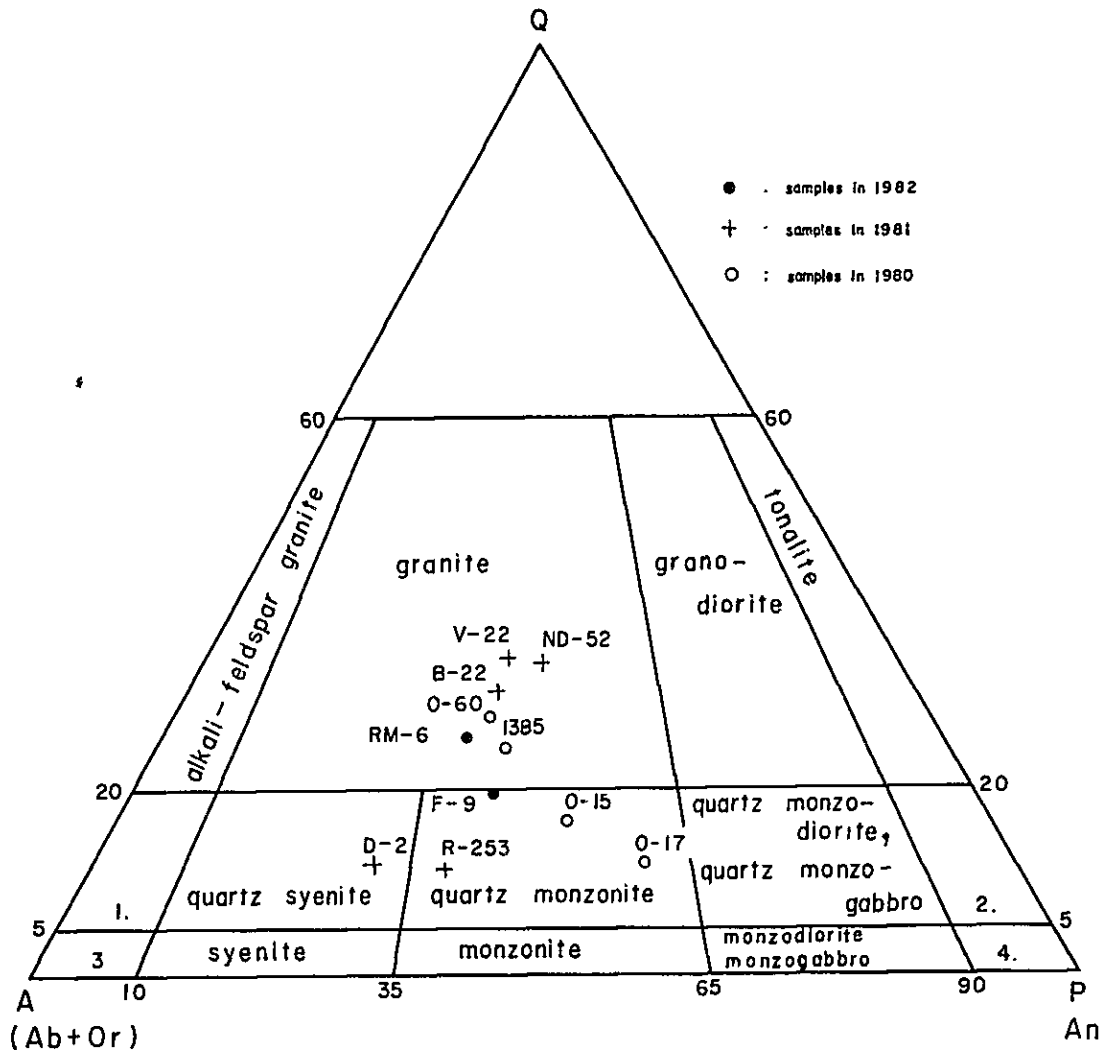 Q
● . samples in 1982
+ - samples in 1981
○ : samples in 1980
60
60
alkali-feldspar granite
tonalite
granite
grano-
diorite
V-22
ND-52
B-22
O-60
1385
RM-6
20
20
F-9
O-15
quartz monzo-
diorite,
D-2
R-253
O-17
quartz syenite
quartz monzonite
quartz monzo-
gabbro
1.
2.
5
5
3
syenite
monzonite
monzodiorite
monzogabbro
4.
A
10
35
65
90
P
(Ab+Or)
An